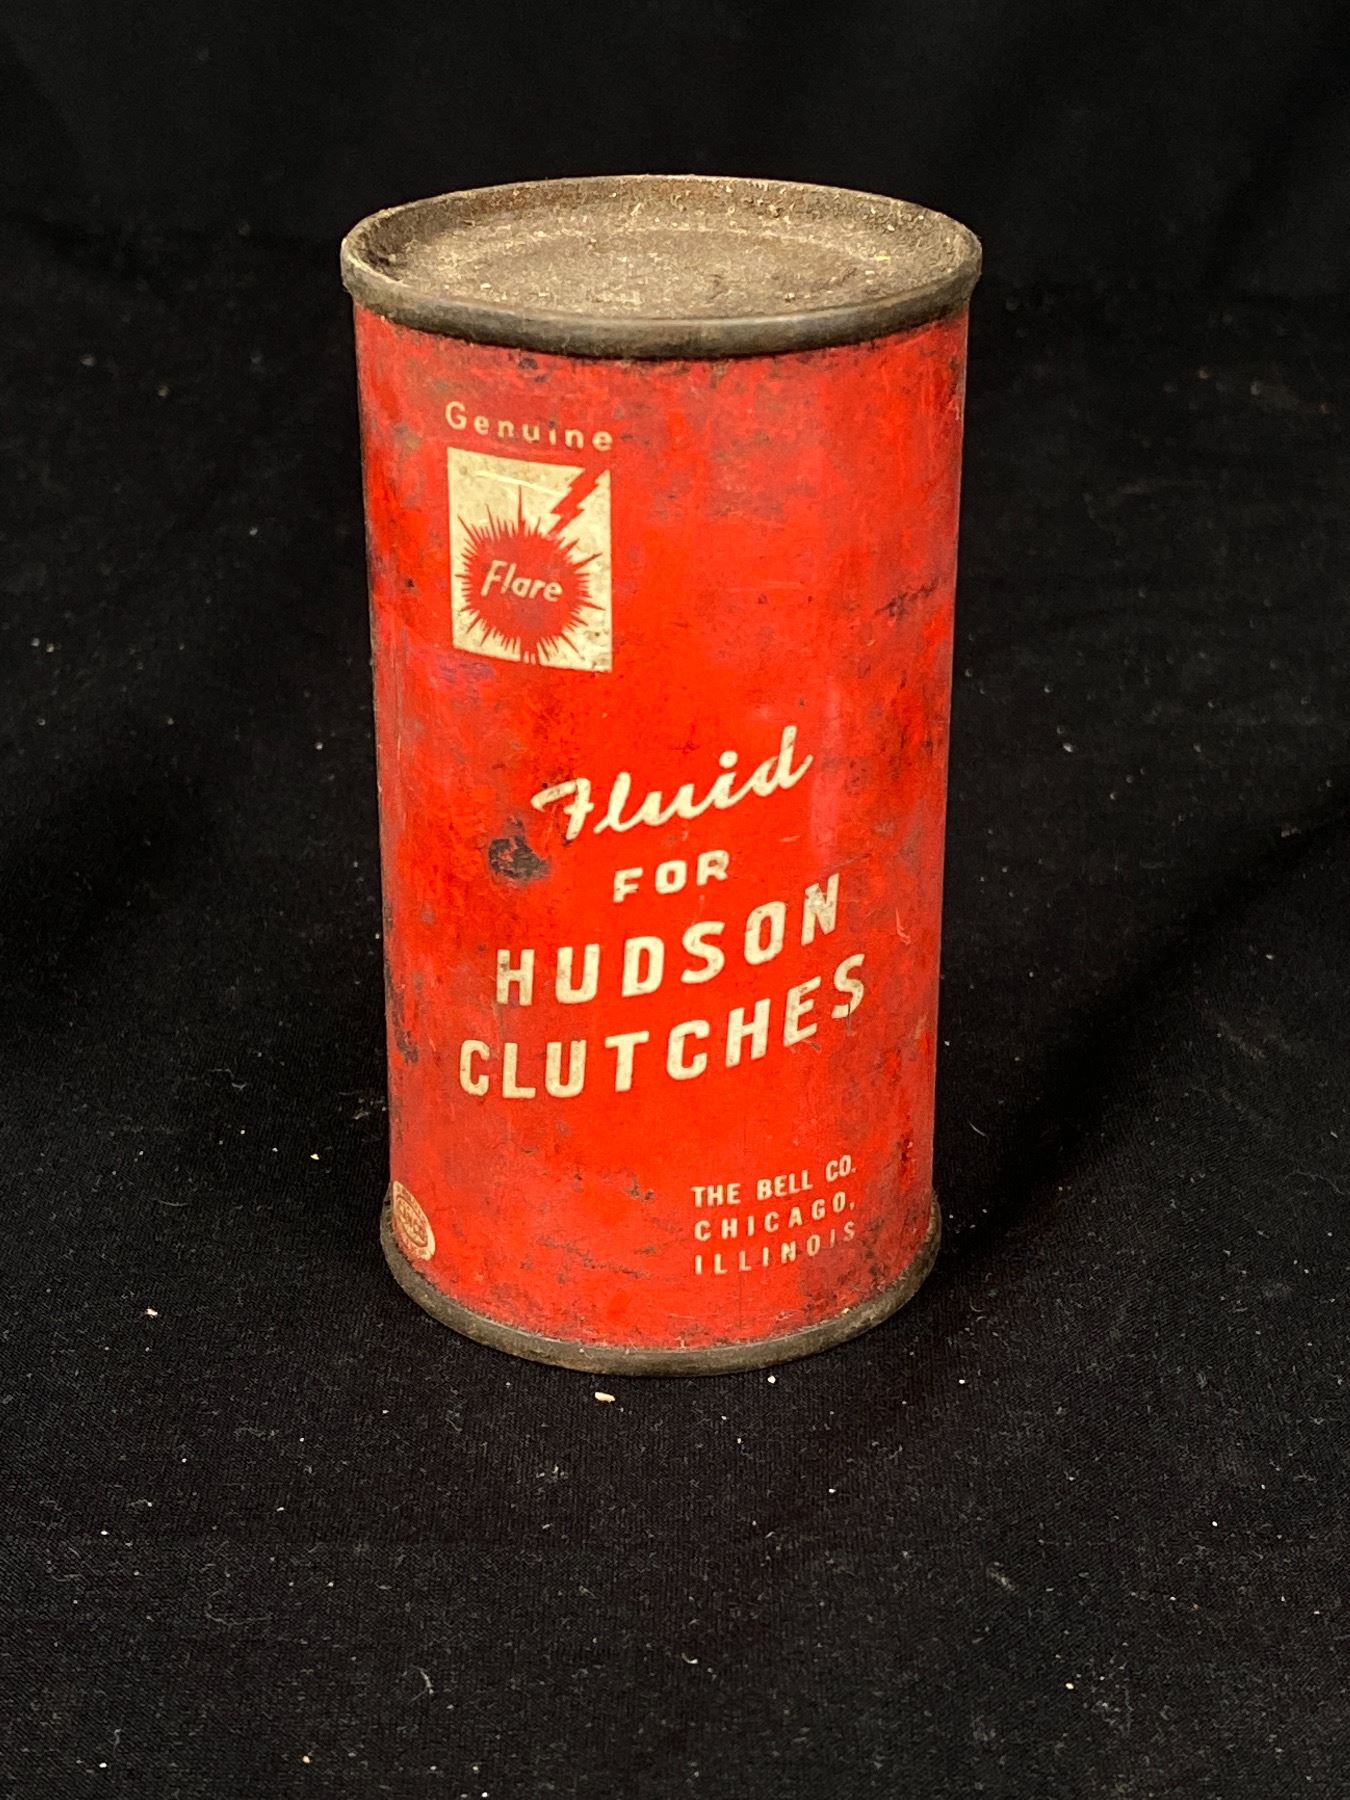 Genuine
Flare
Fluid
FOR
HUDSON
CLUTCHES
THE BELL CO.
CHICAGO,
ILLINOIS